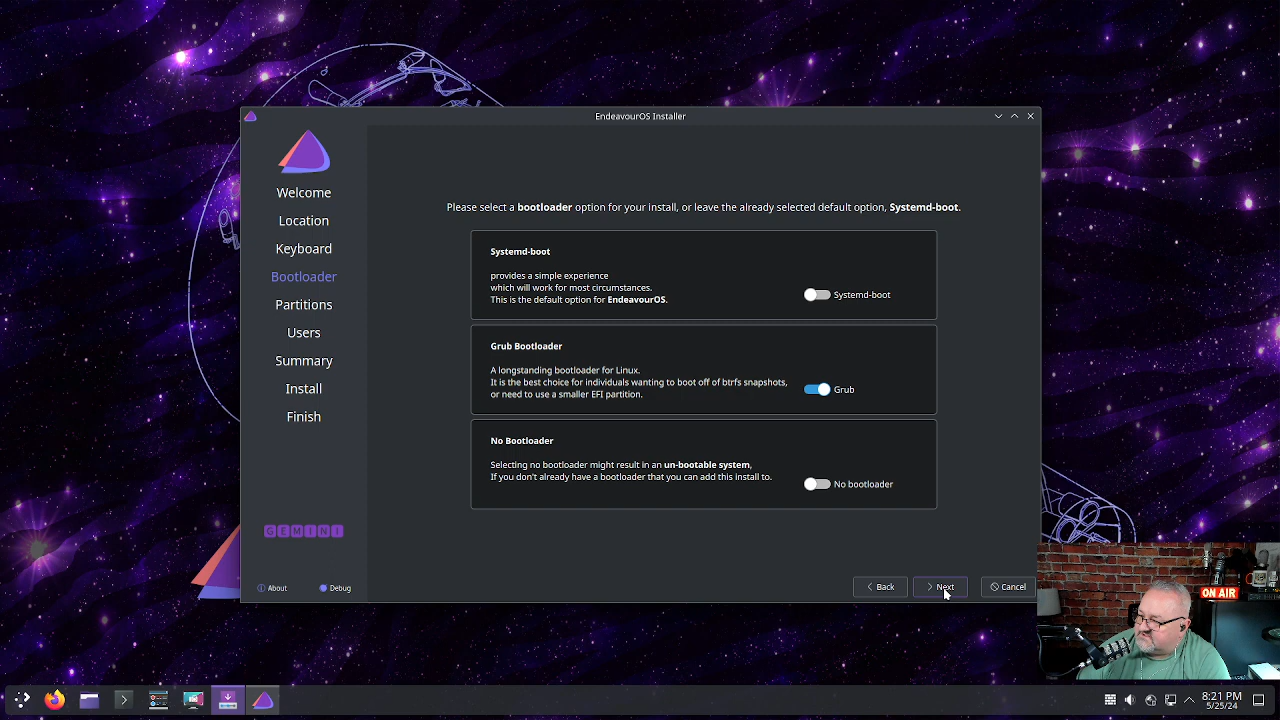 EndeavourOS Installer
Welcome
Location
Keyboard
Bootloader
Partitions
Users
Summary
Install
Finish
GEMINI
About
Debug
Please select a bootloader option for your install, or leave the already selected default option, Systemd-boot.
Systemd-boot
provides a simple experience
which will work for most circumstances.
This is the default option for EndeavourOS.
Systemd-boot
Grub Bootloader
A longstanding bootloader for Linux.
It is the best choice for individuals wanting to boot off of btrfs snapshots,
or need to use a smaller EFI partition.
Grub
No Bootloader
Selecting no bootloader might result in an un-bootable system,
If you don't already have a bootloader that you can add this install to.
No bootloader
Back
Next
Cancel
ON AIR
8:21 PM
5/25/24